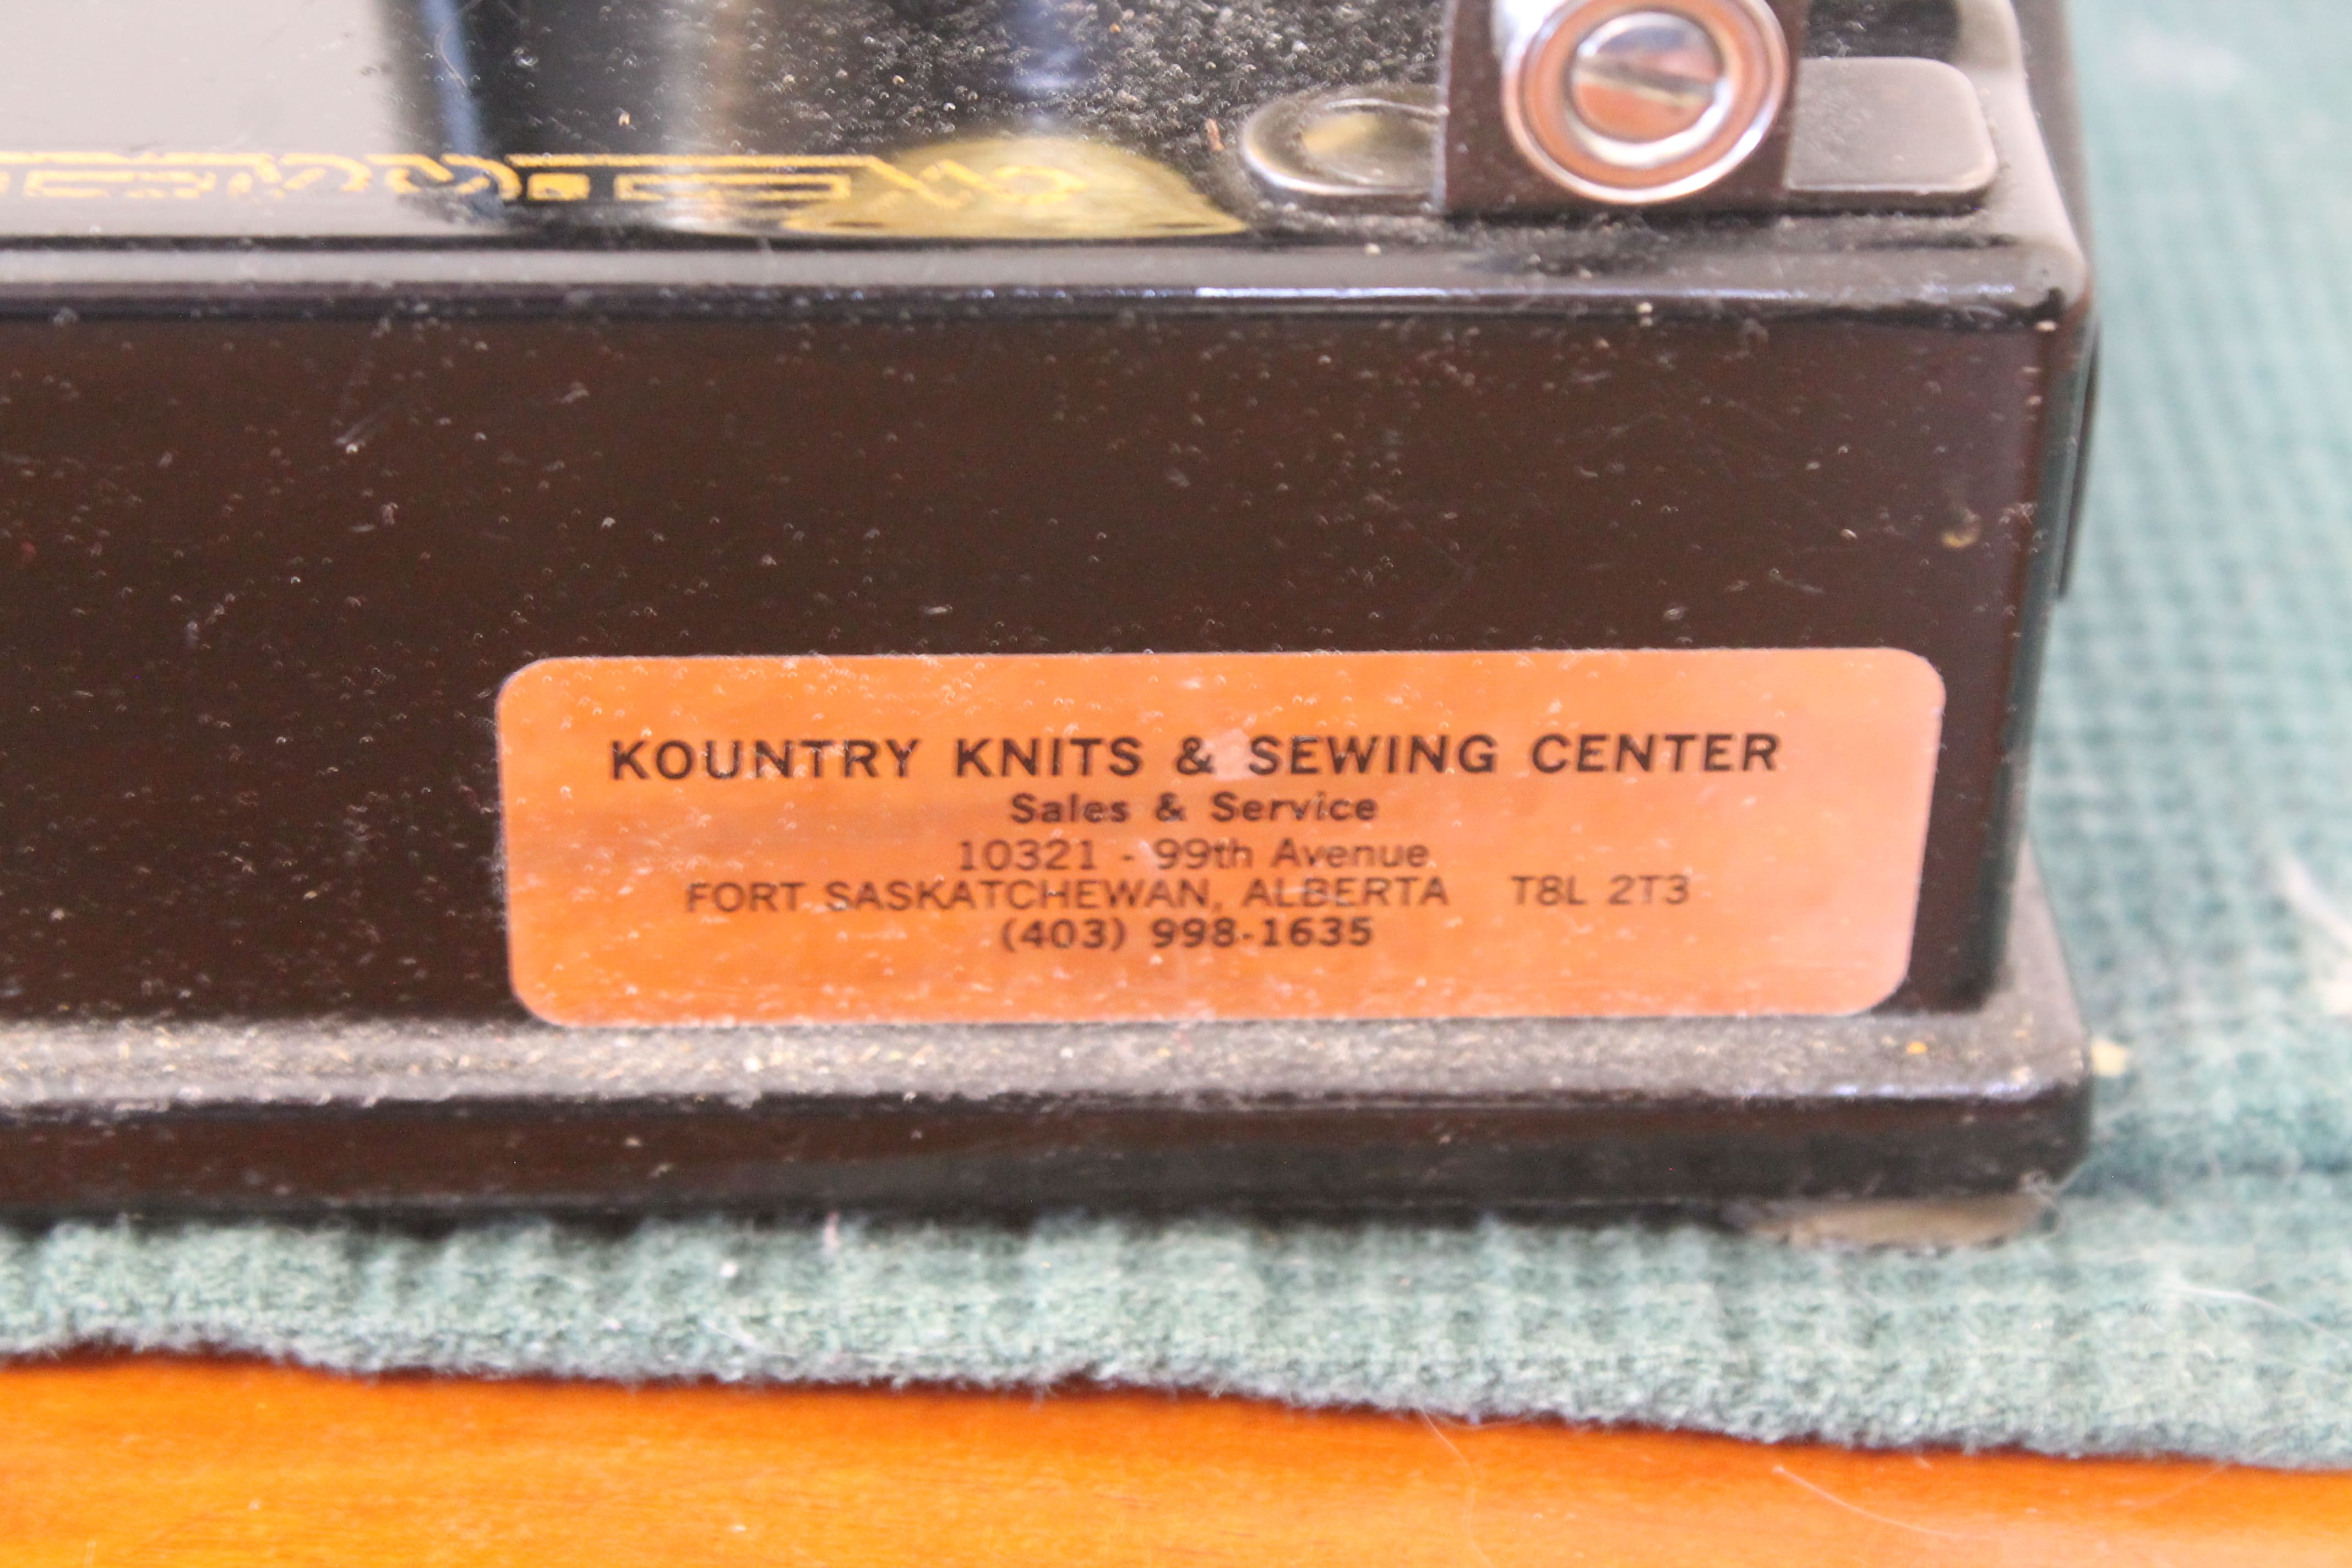 KOUNTRY KNITS & SEWING CENTER
Sales & Service
10321 - 99th Avenue
FORT SASKATCHEWAN, ALBERTA T8L 2T3
(403) 998-1635